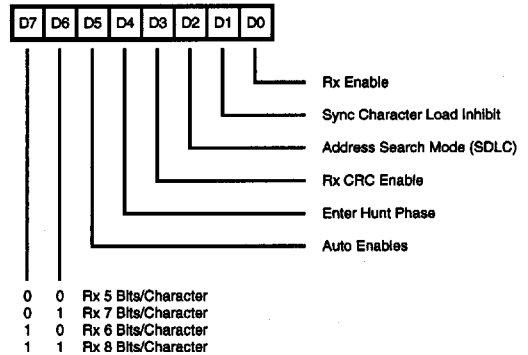 D7 D6 D5 D4 D3 D2 D1 D0
Rx Enable
Sync Character Load Inhibit
Address Search Mode (SDLC)
Rx CRC Enable
Enter Hunt Phase
Auto Enables
0 0 Rx 5 Bits/Character
0 1 Rx 7 Bits/Character
1 0 Rx 6 Bits/Character
1 1 Rx 8 Bits/Character